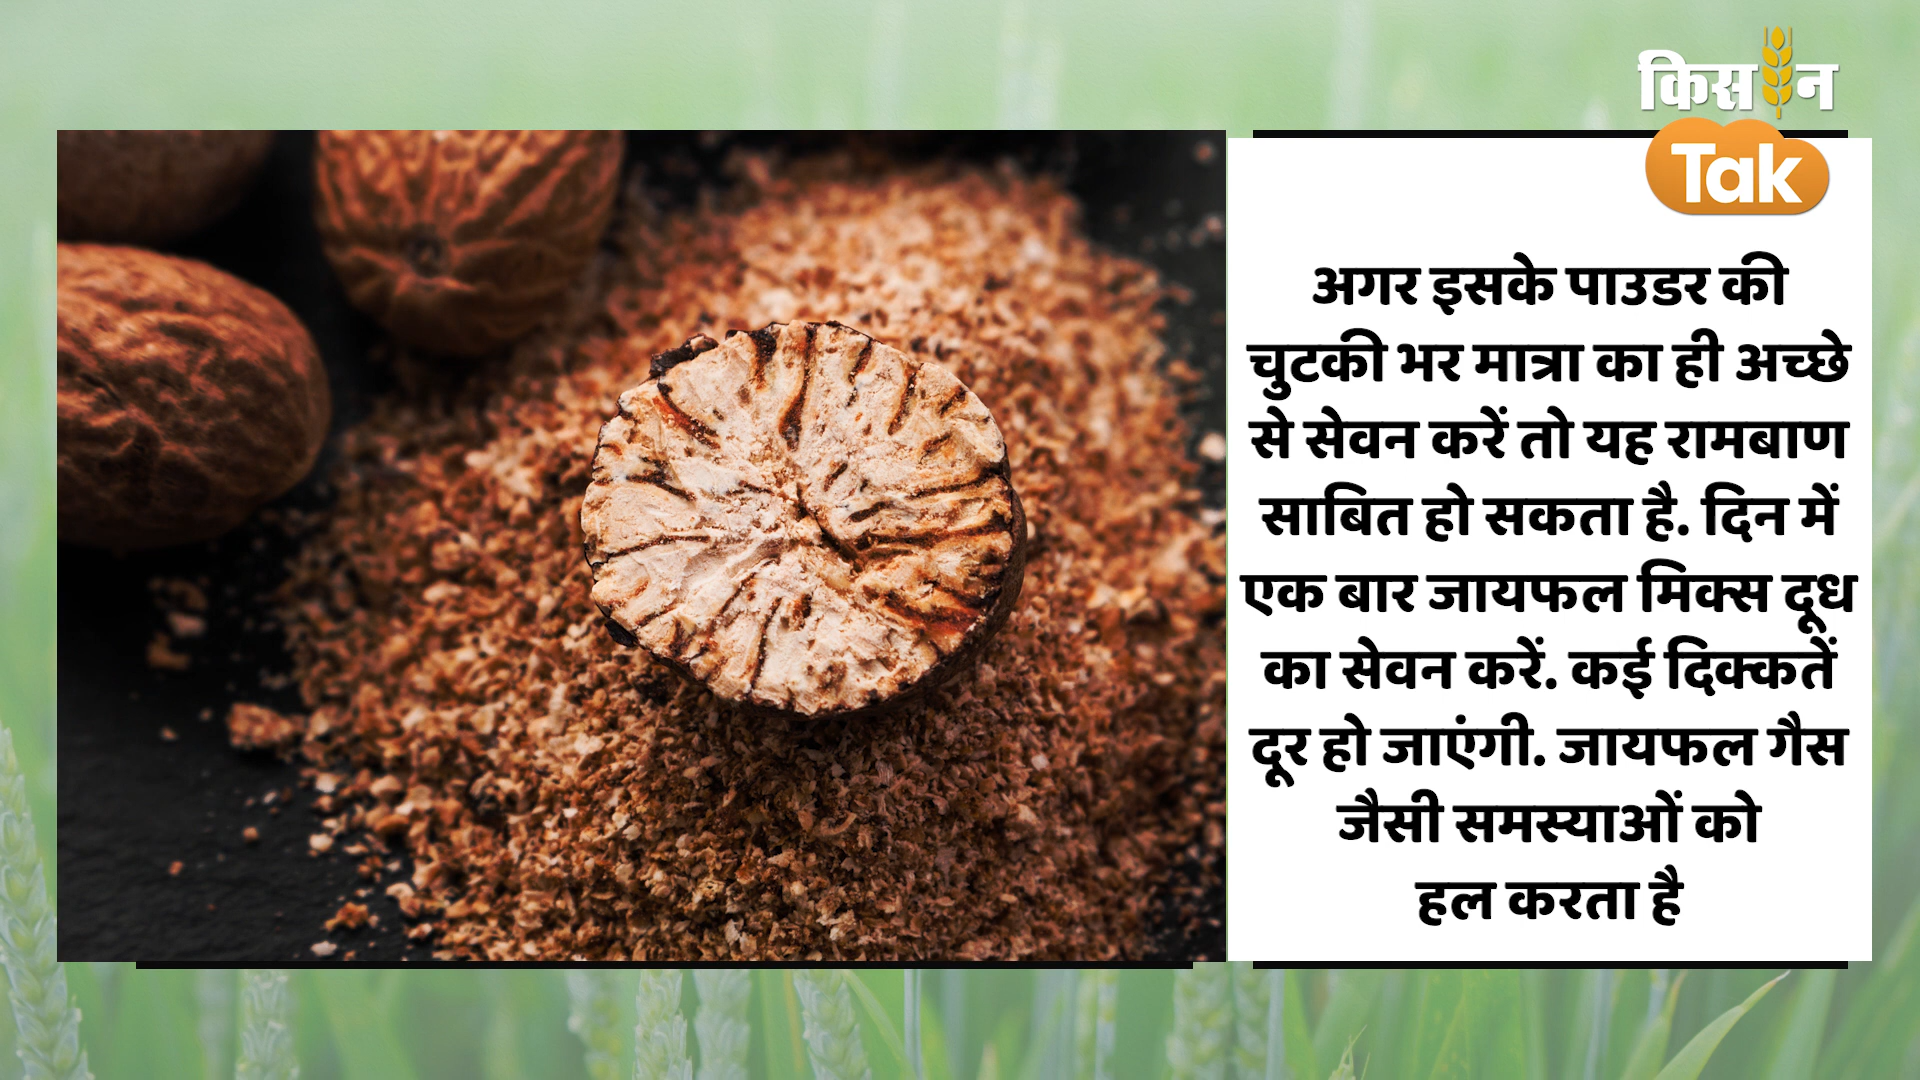 किसान
Tak
अगर इसके पाउडर की
चुटकी भर मात्रा का ही अच्छे
से सेवन करें तो यह रामबाण
साबित हो सकता है. दिन में
एक बार जायफल मिक्स दूध
का सेवन करें. कई दिक्कतें
दूर हो जाएंगी. जायफल गैस
जैसी समस्याओं को
हल करता है